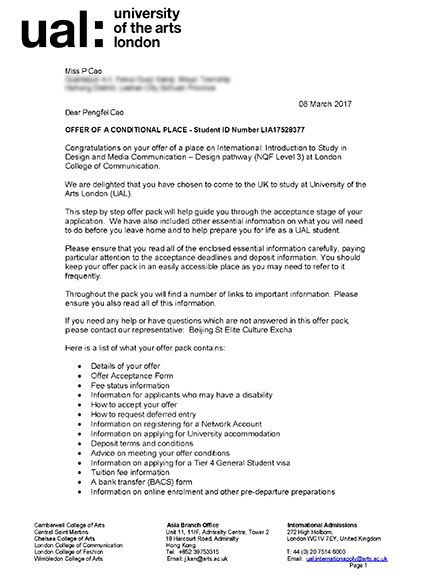 ual: university
of the arts
london
Miss P Cao
08 March 2017
Dear Pengfei Cao
OFFER OF A CONDITIONAL PLACE - Student ID Number LIA17528377
Congratulations on your offer of a place on International: Introduction to Study in
Design and Media Communication – Design pathway (NQF Level 3) at London
College of Communication.
We are delighted that you have chosen to come to the UK to study at University of the
Arts London (UAL).
This step by step offer pack will help guide you through the acceptance stage of your
application. We have also included other essential information on what you will need
to do before you leave home and to help prepare you for life as a UAL student.
Please ensure that you read all of the enclosed essential information carefully, paying
particular attention to the acceptance deadlines and deposit information. You should
keep your offer pack in an easily accessible place as you may need to refer to it
frequently.
Throughout the pack you will find a number of links to important information. Please
ensure you also read all of this information.
If you need any help or have questions which are not answered in this offer pack,
please contact our representative: Beijing St Elite Culture Excha
Here is a list of what your offer pack contains:
• Details of your offer
• Offer Acceptance Form
• Fee status information
• Information for applicants who may have a disability
• How to accept your offer
• How to request deferred entry
• Information on registering for a Network Account
• Information on applying for University accommodation
• Deposit terms and conditions
• Advice on meeting your offer conditions
• Information on applying for a Tier 4 General Student visa
• Tuition fee information
• A bank transfer (BACS) form
• Information on online enrolment and other pre-departure preparations
Camberwell College of Arts
Central Saint Martins
Chelsea College of Arts
London College of Communication
London College of Fashion
Wimbledon College of Arts
Asia Branch Office
Unit 11, 11/F, Admiralty Centre, Tower 2
18 Harcourt Road, Admiralty
Hong Kong
Tel: +852 39753315
Email: j.kan@arts.ac.uk
International Admissions
272 High Holborn,
London WC1V 7EY, United Kingdom
T: 44 (0) 20 7514 6000
Email: ual.internationapply@arts.ac.uk
Page 1